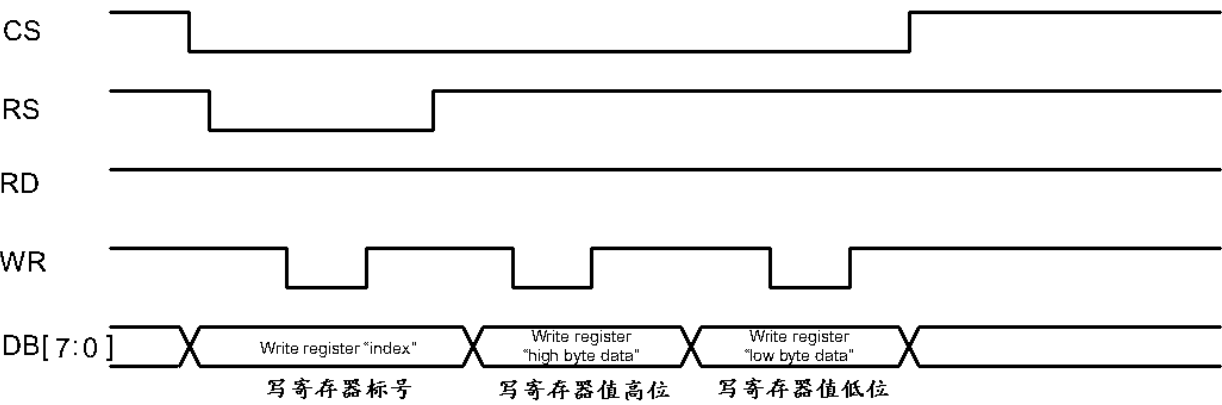 CS
RS
RD
WR
DB[7:0]
Write register “index”
Write register
“high byte data”
Write register
“low byte data”
写寄存器标号
写寄存器值高位
写寄存器值低位